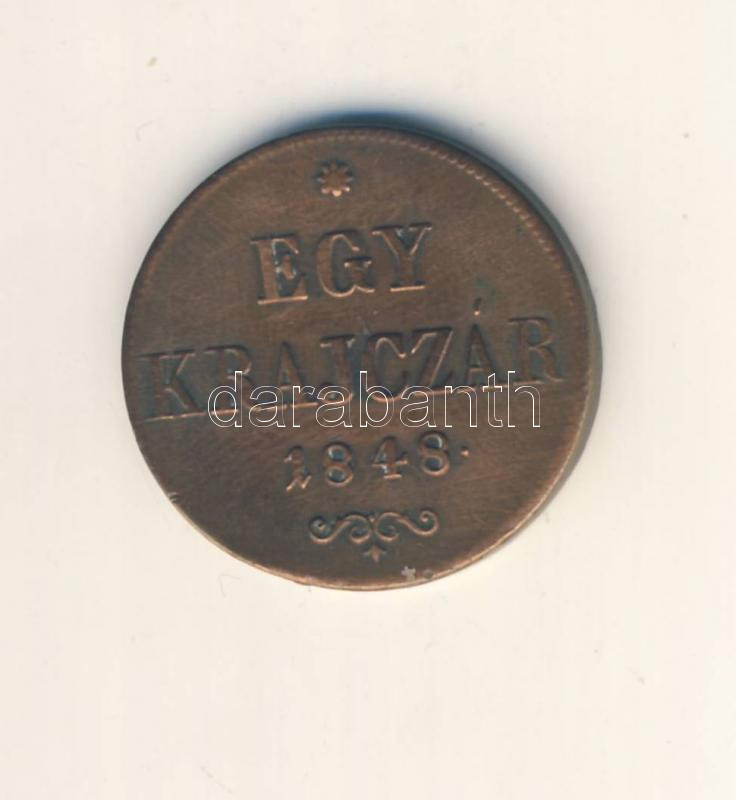 EGY
KRAJCZÁR
darabanth
1848.